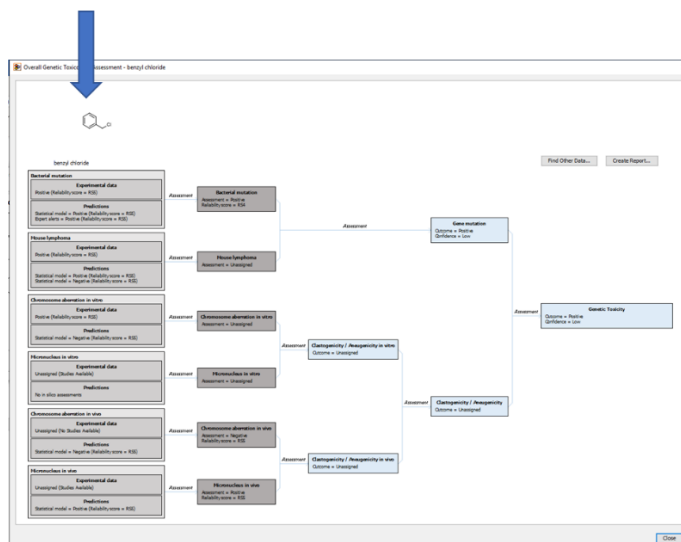 Overall Genetic Toxic Assessment - benzyl chloride
Cl
benzyl chloride
Find Other Data...
Create Report...
Bacterial mutation
Experimental data
Positive (Reliability score = RS5)
Predictions
Statistical model = Positive (Reliability score = RS5)
Expert alerts = Positive (Reliability score = RS5)
Assessment
Bacterial mutation
Assessment = Positive
Assessment
Gene mutation
Outcome = Positive
Confidence = Low
Mouse lymphoma
Experimental data
Positive (Reliability score = RS5)
Predictions
Statistical model = Positive (Reliability score = RS5)
Statistical model = Negative (Reliability score = RS5)
Assessment
Mouse lymphoma
Assessment = Unassigned
Chromosome aberration in vitro
Experimental data
Positive (Reliability score = RS5)
Predictions
Statistical model = Negative (Reliability score = RS5)
Assessment
Chromosome aberration in vitro
Assessment = Unassigned
Assessment
Clastogenicity / Aneugenicity in vitro
Outcome = Unassigned
Micronucleus in vitro
Experimental data
Unassigned (Studies Available)
Predictions
No in silico assessments
Assessment
Micronucleus in vitro
Assessment = Unassigned
Assessment
Genetic Toxicity
Outcome = Positive
Confidence = Low
Assessment
Clastogenicity / Aneugenicity
Outcome = Unassigned
Chromosome aberration in vivo
Experimental data
Unassigned (No Studies Available)
Predictions
Statistical model = Negative (Reliability score = RS5)
Assessment
Chromosome aberration in vivo
Assessment = Negative
Reliability score = RS5
Assessment
Clastogenicity / Aneugenicity in vivo
Outcome = Unassigned
Micronucleus in vivo
Experimental data
Unassigned (Studies Available)
Predictions
Statistical model = Positive (Reliability score = RS5)
Assessment
Micronucleus in vivo
Assessment = Positive
Reliability score = RS5
Close